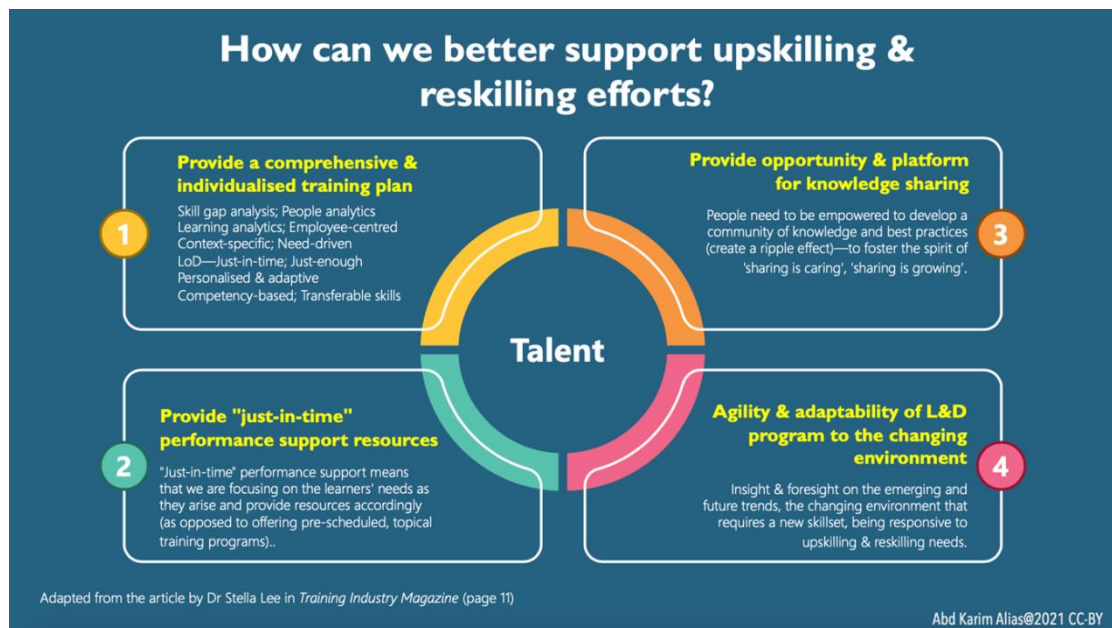 How can we better support upskilling &
reskilling efforts?
1
Provide a comprehensive &
individualised training plan
Skill gap analysis; People analytics
Learning analytics; Employee-centred
Context-specific; Need-driven
LoD—Just-in-time; Just-enough
Personalised & adaptive
Competency-based; Transferable skills
2
Provide "just-in-time"
performance support resources
"Just-in-time" performance support means
that we are focusing on the learners' needs as
they arise and provide resources accordingly
(as opposed to offering pre-scheduled, topical
training programs)..
Talent
Provide opportunity & platform
for knowledge sharing
3
People need to be empowered to develop a
community of knowledge and best practices
(create a ripple effect)—to foster the spirit of
'sharing is caring', 'sharing is growing'.
Agility & adaptability of L&D
program to the changing
environment
4
Insight & foresight on the emerging and
future trends, the changing environment that
requires a new skillset, being responsive to
upskilling & reskilling needs.
Adapted from the article by Dr Stella Lee in Training Industry Magazine (page 11)
Abd Karim Alias@2021 CC-BY